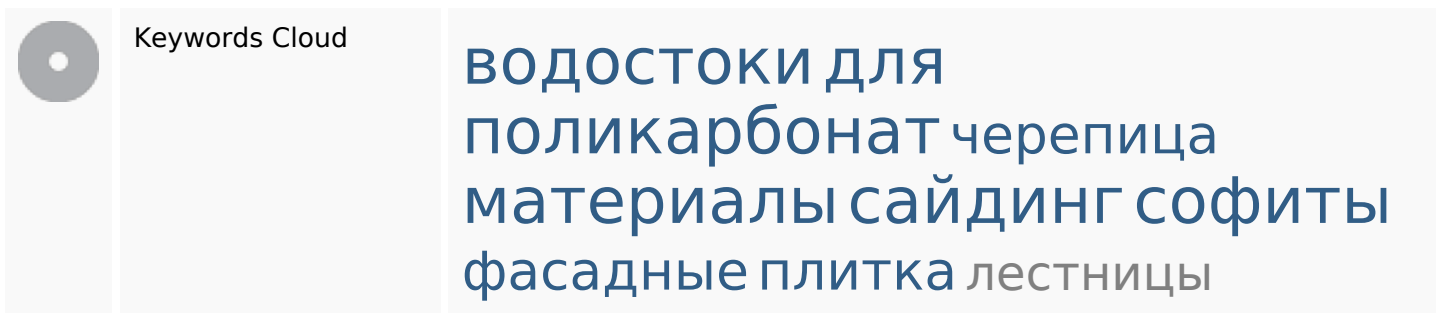 Keywords Cloud
водостоки для
поликарбонат черепица
материалы сайдинг софиты
фасадные плитка лестницы